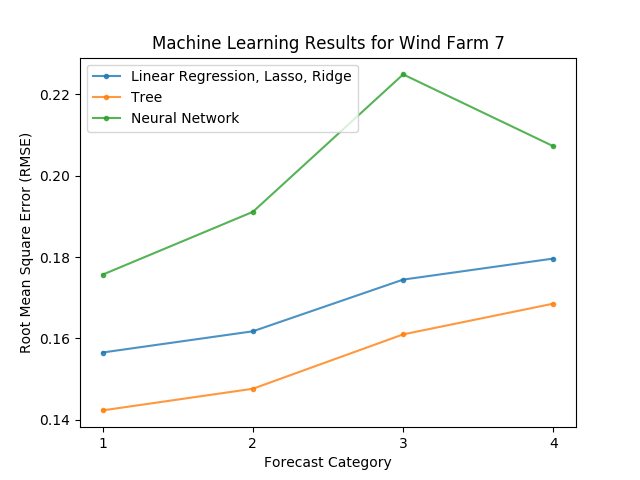 Machine Learning Results for Wind Farm 7
Linear Regression, Lasso, Ridge
Tree
Neural Network
Root Mean Square Error (RMSE)
0.22
0.20
0.18
0.16
0.14
1 2 3 4
Forecast Category